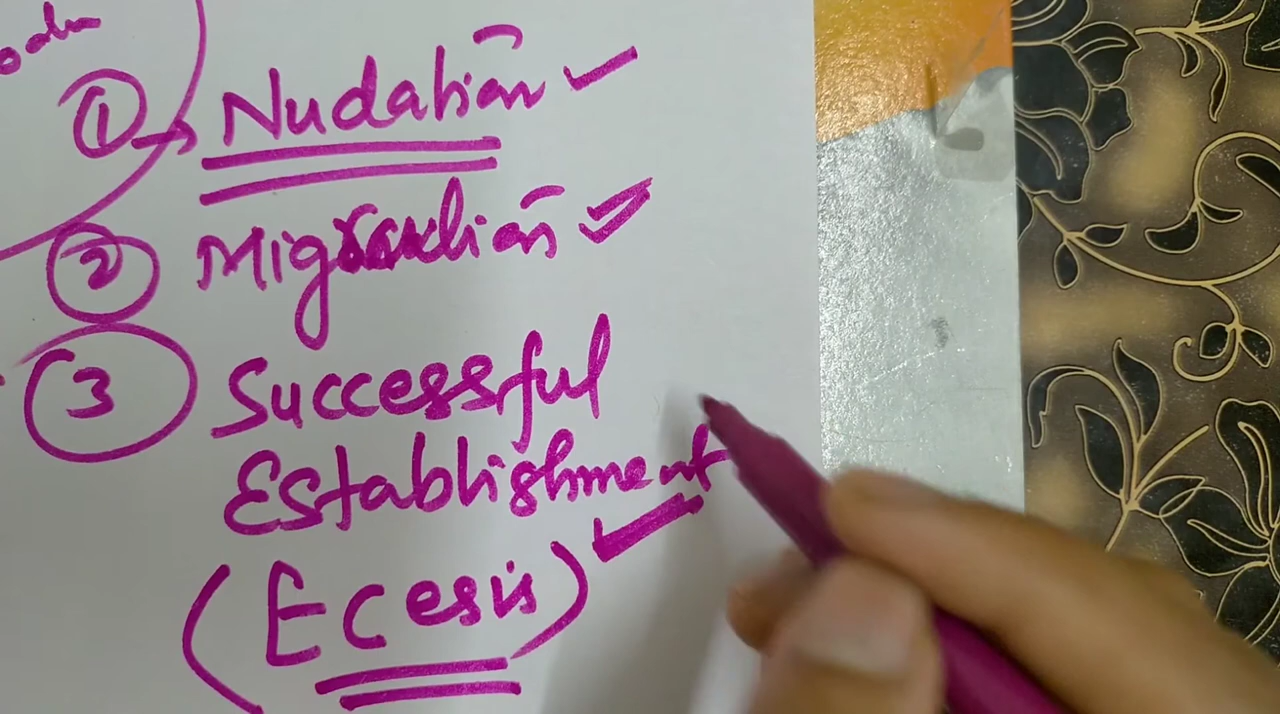 ① → Nudation ✓
② Migration ✓
③ Successful
Establishment ✓
(Ecesis)